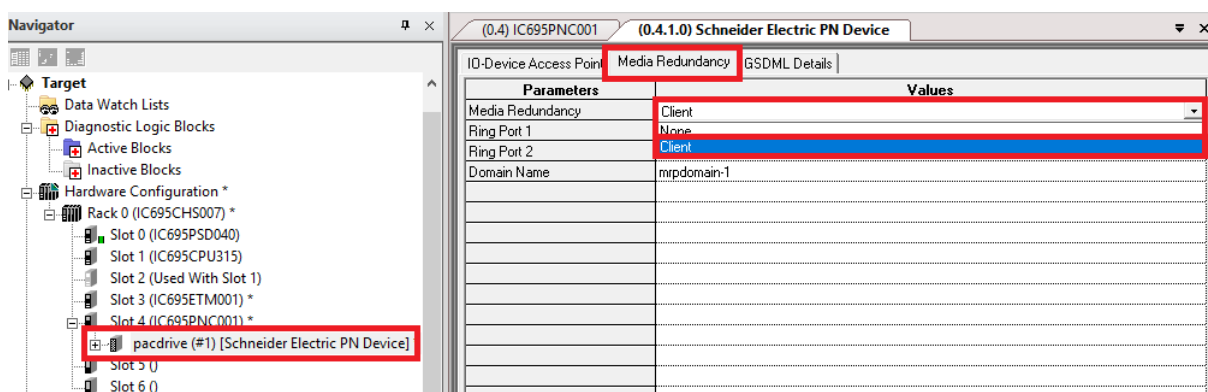 Navigator
Target
Data Watch Lists
Diagnostic Logic Blocks
Active Blocks
Inactive Blocks
Hardware Configuration *
Rack 0 (IC695CHS007) *
Slot 0 (IC695PSD040)
Slot 1 (IC695CPU315)
Slot 2 (Used With Slot 1)
Slot 3 (IC695ETM001) *
Slot 4 (IC695PNC001) *
pacdrive (#1) [Schneider Electric PN Device]
Slot 5 ()
Slot 6 ()
(0.4) IC695PNC001
(0.4.1.0) Schneider Electric PN Device
IO-Device Access Point
Media Redundancy
GSDML Details
Parameters
Values
Media Redundancy
Client
Ring Port 1
None
Ring Port 2
Client
Domain Name
mrpdomain-1